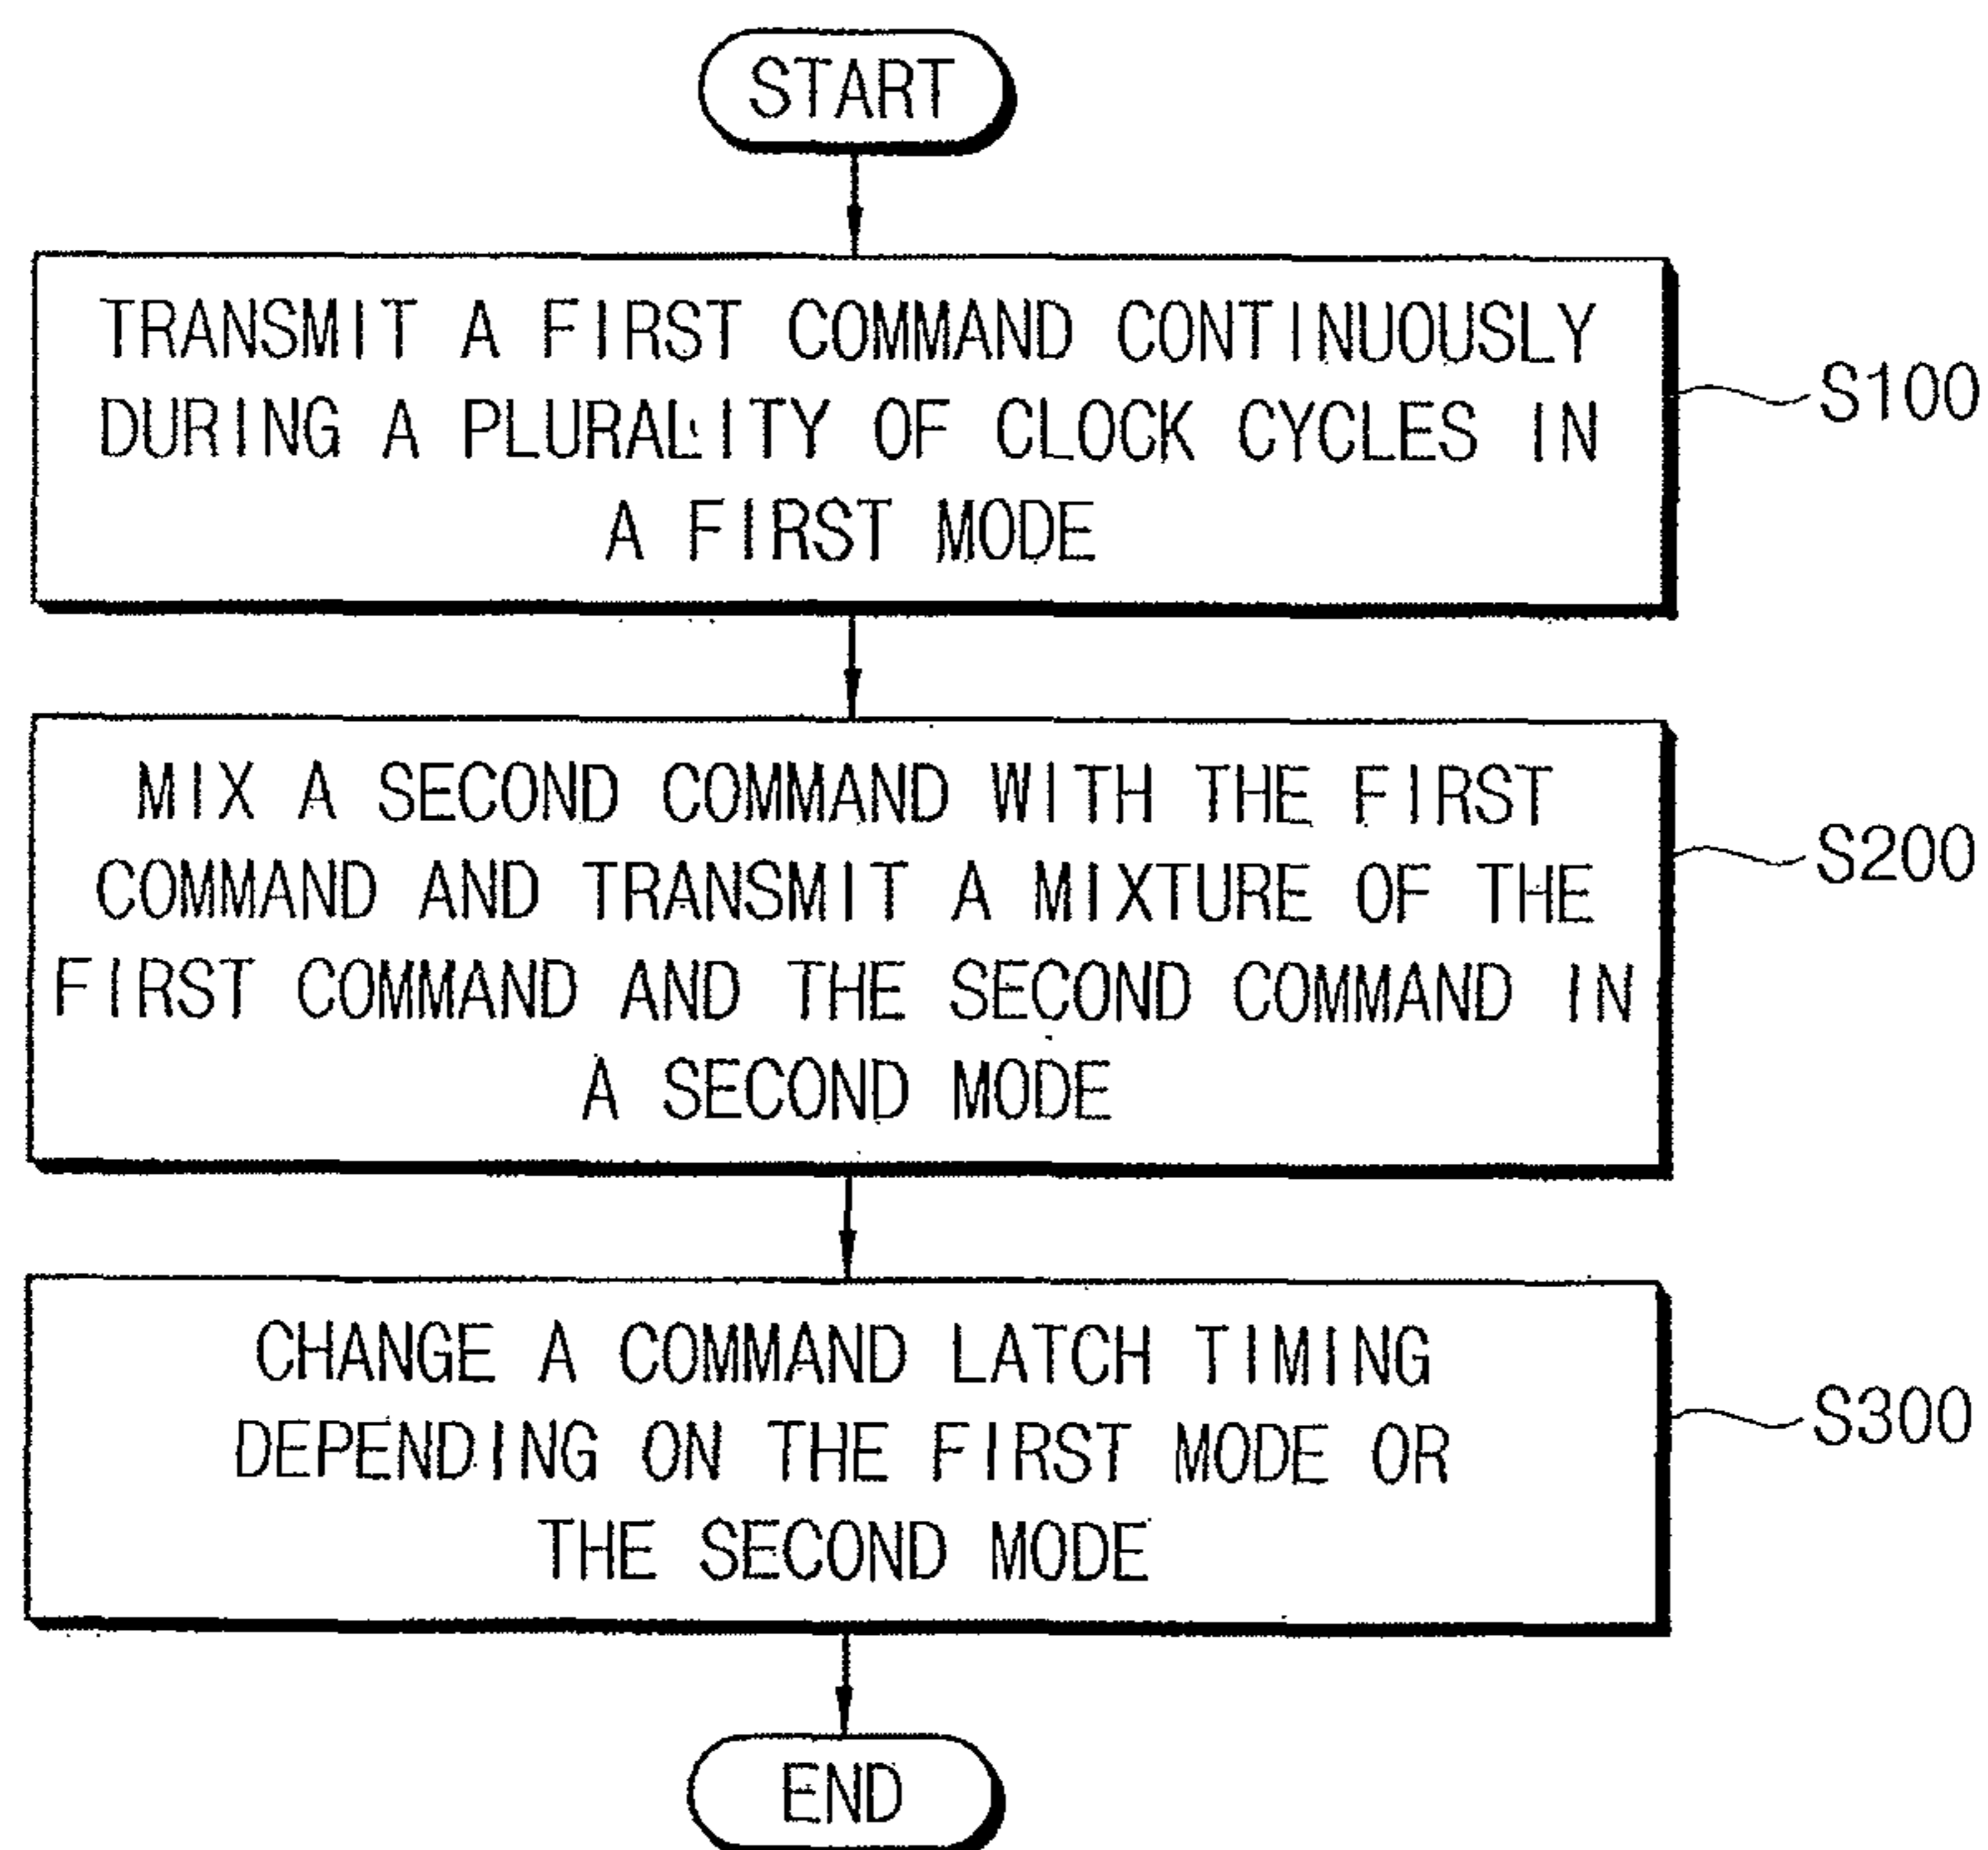 START
TRANSMIT A FIRST COMMAND CONTINUOUSLY
DURING A PLURALITY OF CLOCK CYCLES IN
A FIRST MODE
S100
MIX A SECOND COMMAND WITH THE FIRST
COMMAND AND TRANSMIT A MIXTURE OF THE
FIRST COMMAND AND THE SECOND COMMAND IN
A SECOND MODE
S200
CHANGE A COMMAND LATCH TIMING
DEPENDING ON THE FIRST MODE OR
THE SECOND MODE
S300
END